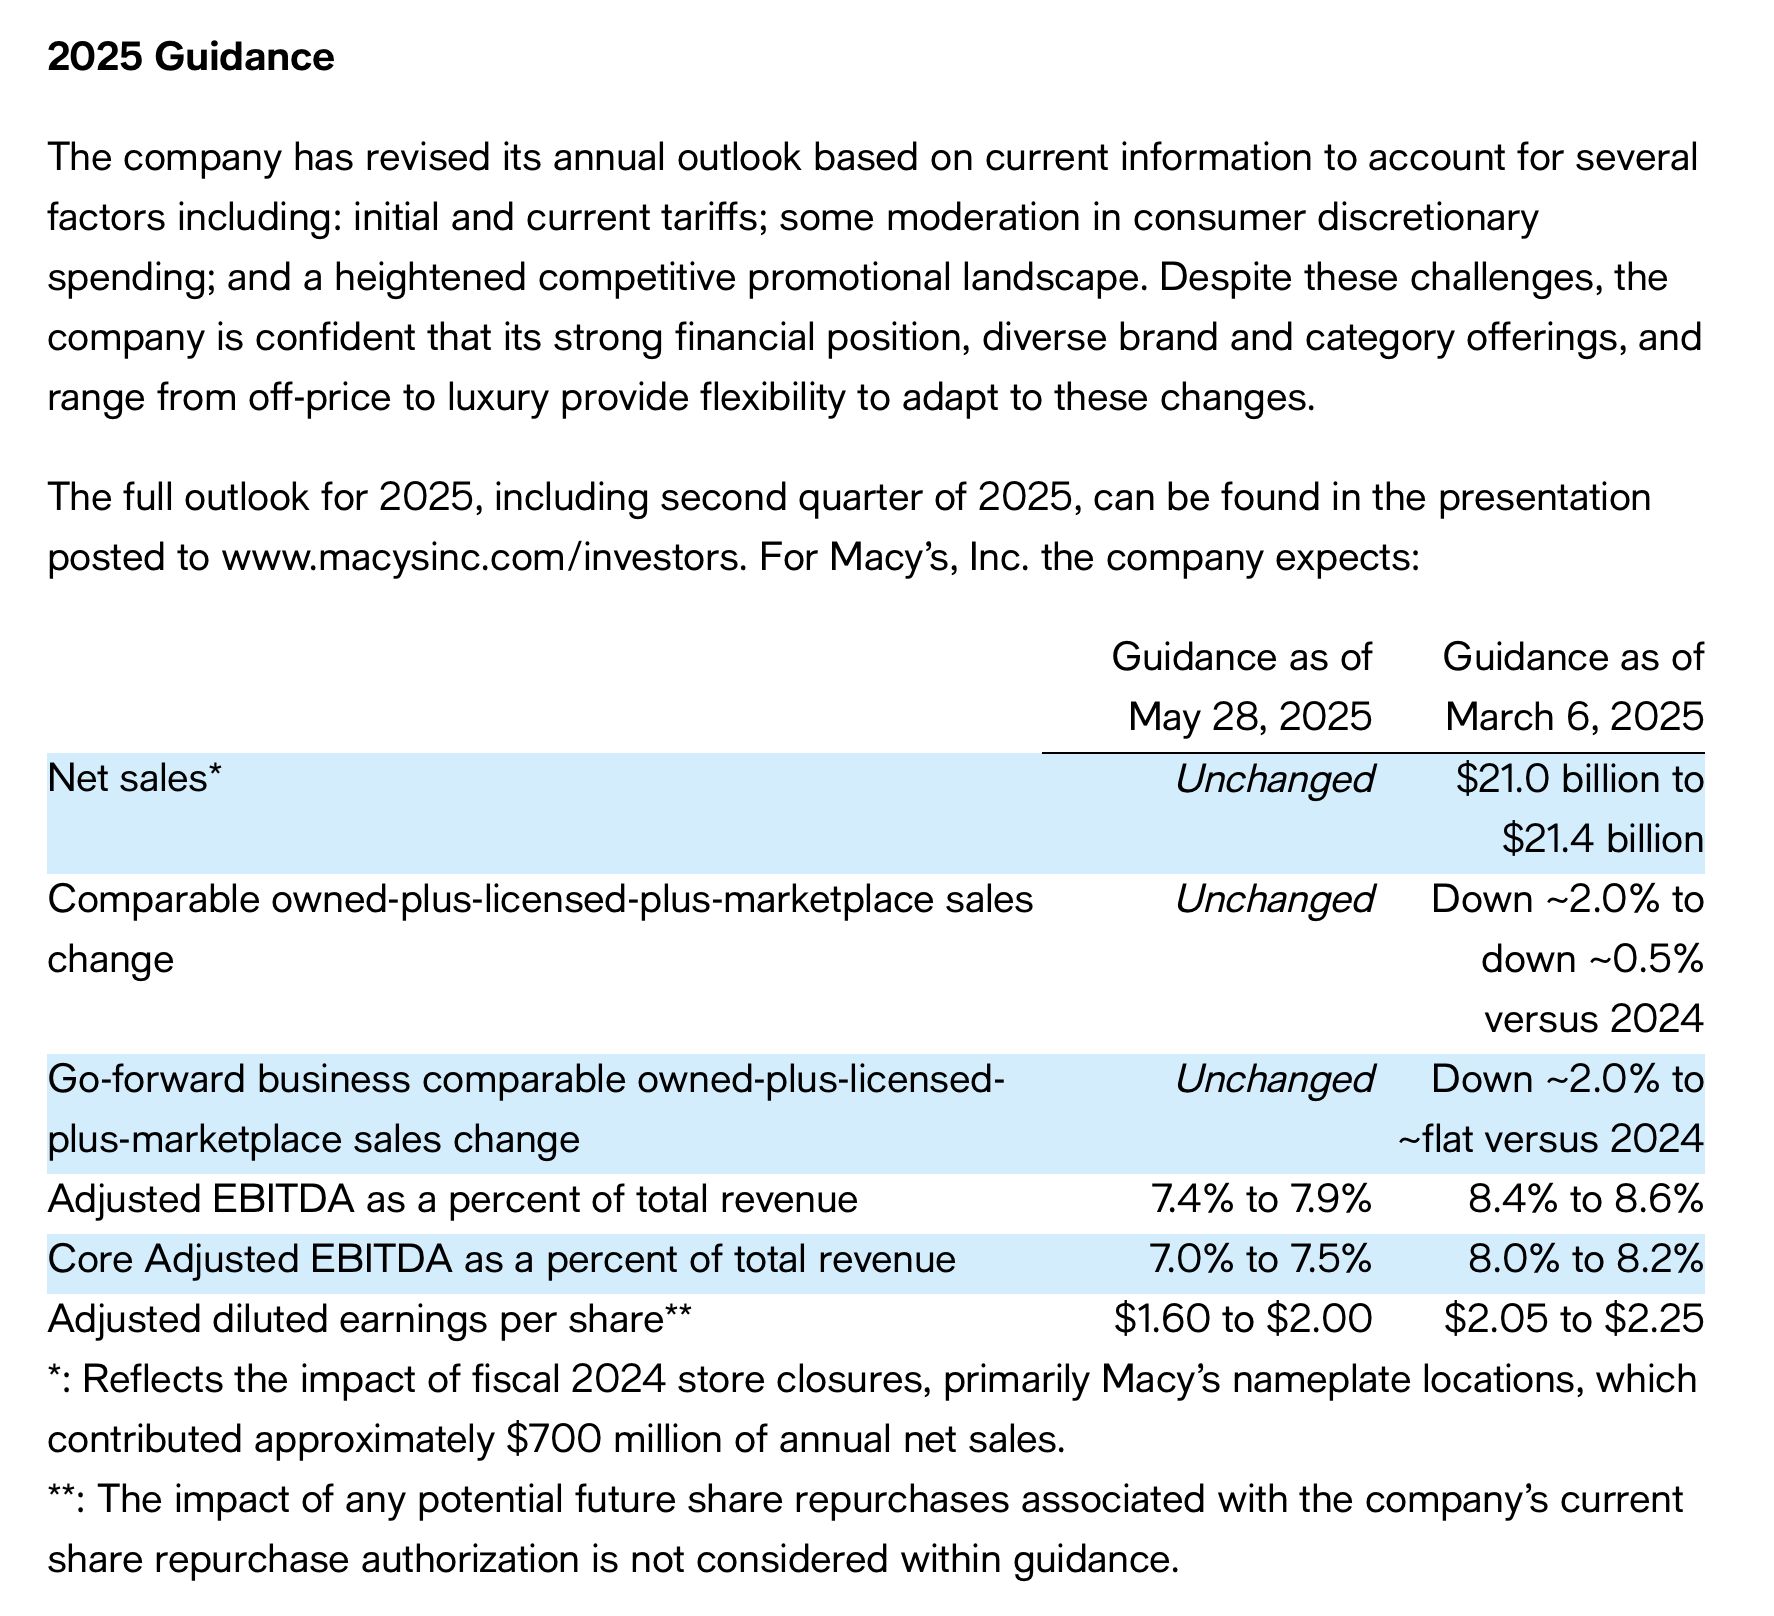 2025 Guidance
The company has revised its annual outlook based on current information to account for several
factors including: initial and current tariffs; some moderation in consumer discretionary
spending; and a heightened competitive promotional landscape. Despite these challenges, the
company is confident that its strong financial position, diverse brand and category offerings, and
range from off-price to luxury provide flexibility to adapt to these changes.
The full outlook for 2025, including second quarter of 2025, can be found in the presentation
posted to www.macysinc.com/investors. For Macy’s, Inc. the company expects:
Guidance as of Guidance as of
May 28, 2025 March 6, 2025
Net sales* Unchanged $21.0 billion to
$21.4 billion
Comparable owned-plus-licensed-plus-marketplace sales Unchanged Down ~2.0% to
change down ~0.5%
versus 2024
Go-forward business comparable owned-plus-licensed- Unchanged Down ~2.0% to
plus-marketplace sales change ~flat versus 2024
Adjusted EBITDA as a percent of total revenue 7.4% to 7.9% 8.4% to 8.6%
Core Adjusted EBITDA as a percent of total revenue 7.0% to 7.5% 8.0% to 8.2%
Adjusted diluted earnings per share** $1.60 to $2.00 $2.05 to $2.25
*: Reflects the impact of fiscal 2024 store closures, primarily Macy’s nameplate locations, which
contributed approximately $700 million of annual net sales.
**: The impact of any potential future share repurchases associated with the company’s current
share repurchase authorization is not considered within guidance.